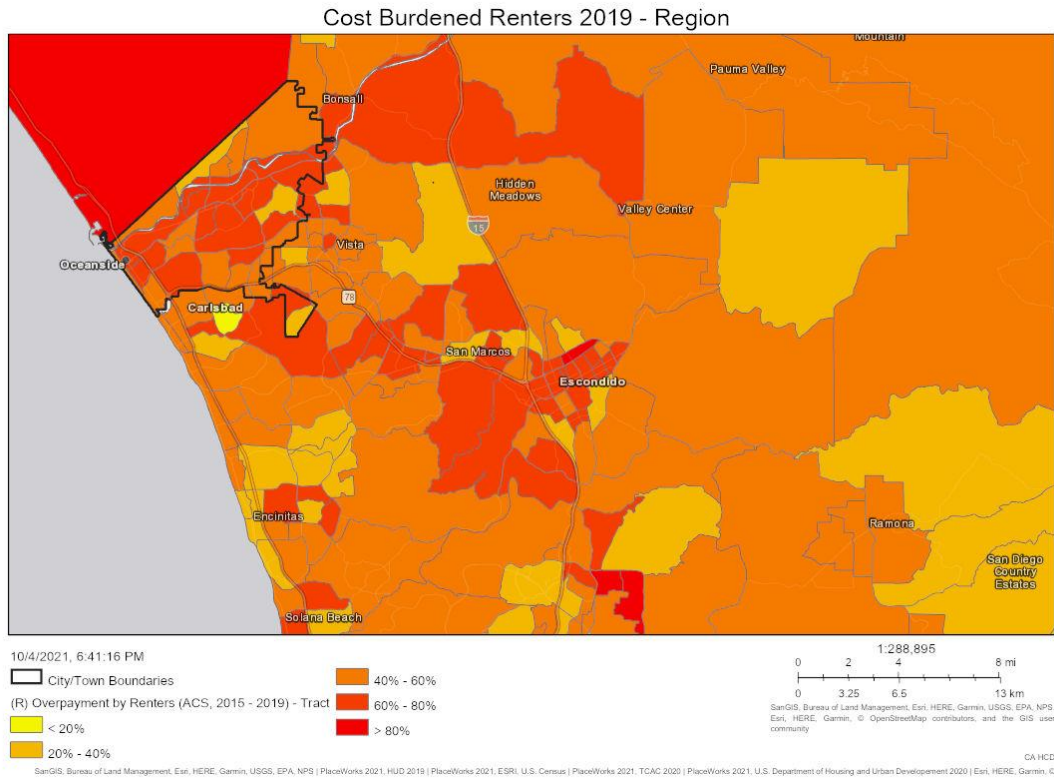 Cost Burdened Renters 2019 - Region
Mountain
Pauma Valley
Bonsall
Hidden
Meadows
Valley Center
15
Vista
Oceanside
78
Carlsbad
San Marcos
Escondido
Encinitas
Ramona
San Diego
Country
Estates
Solana Beach
10/4/2021, 6:41:16 PM
City/Town Boundaries
(R) Overpayment by Renters (ACS, 2015 - 2019) - Tract
< 20%
20% - 40%
40% - 60%
60% - 80%
> 80%
1:288,895
0 2 4 8 mi
0 3.25 6.5 13 km
SanGIS, Bureau of Land Management, Esri, HERE, Garmin, USGS, EPA, NPS
Esri, HERE, Garmin, © OpenStreetMap contributors, and the GIS user
community
CA HCD
SanGIS, Bureau of Land Management, Esri, HERE, Garmin, USGS, EPA, NPS | PlaceWorks 2021, HUD 2019 | PlaceWorks 2021, ESRI, U.S. Census | PlaceWorks 2021, TCAC 2020 | PlaceWorks 2021, U.S. Department of Housing and Urban Developement 2020 | Esri, HERE, Garmin, ©